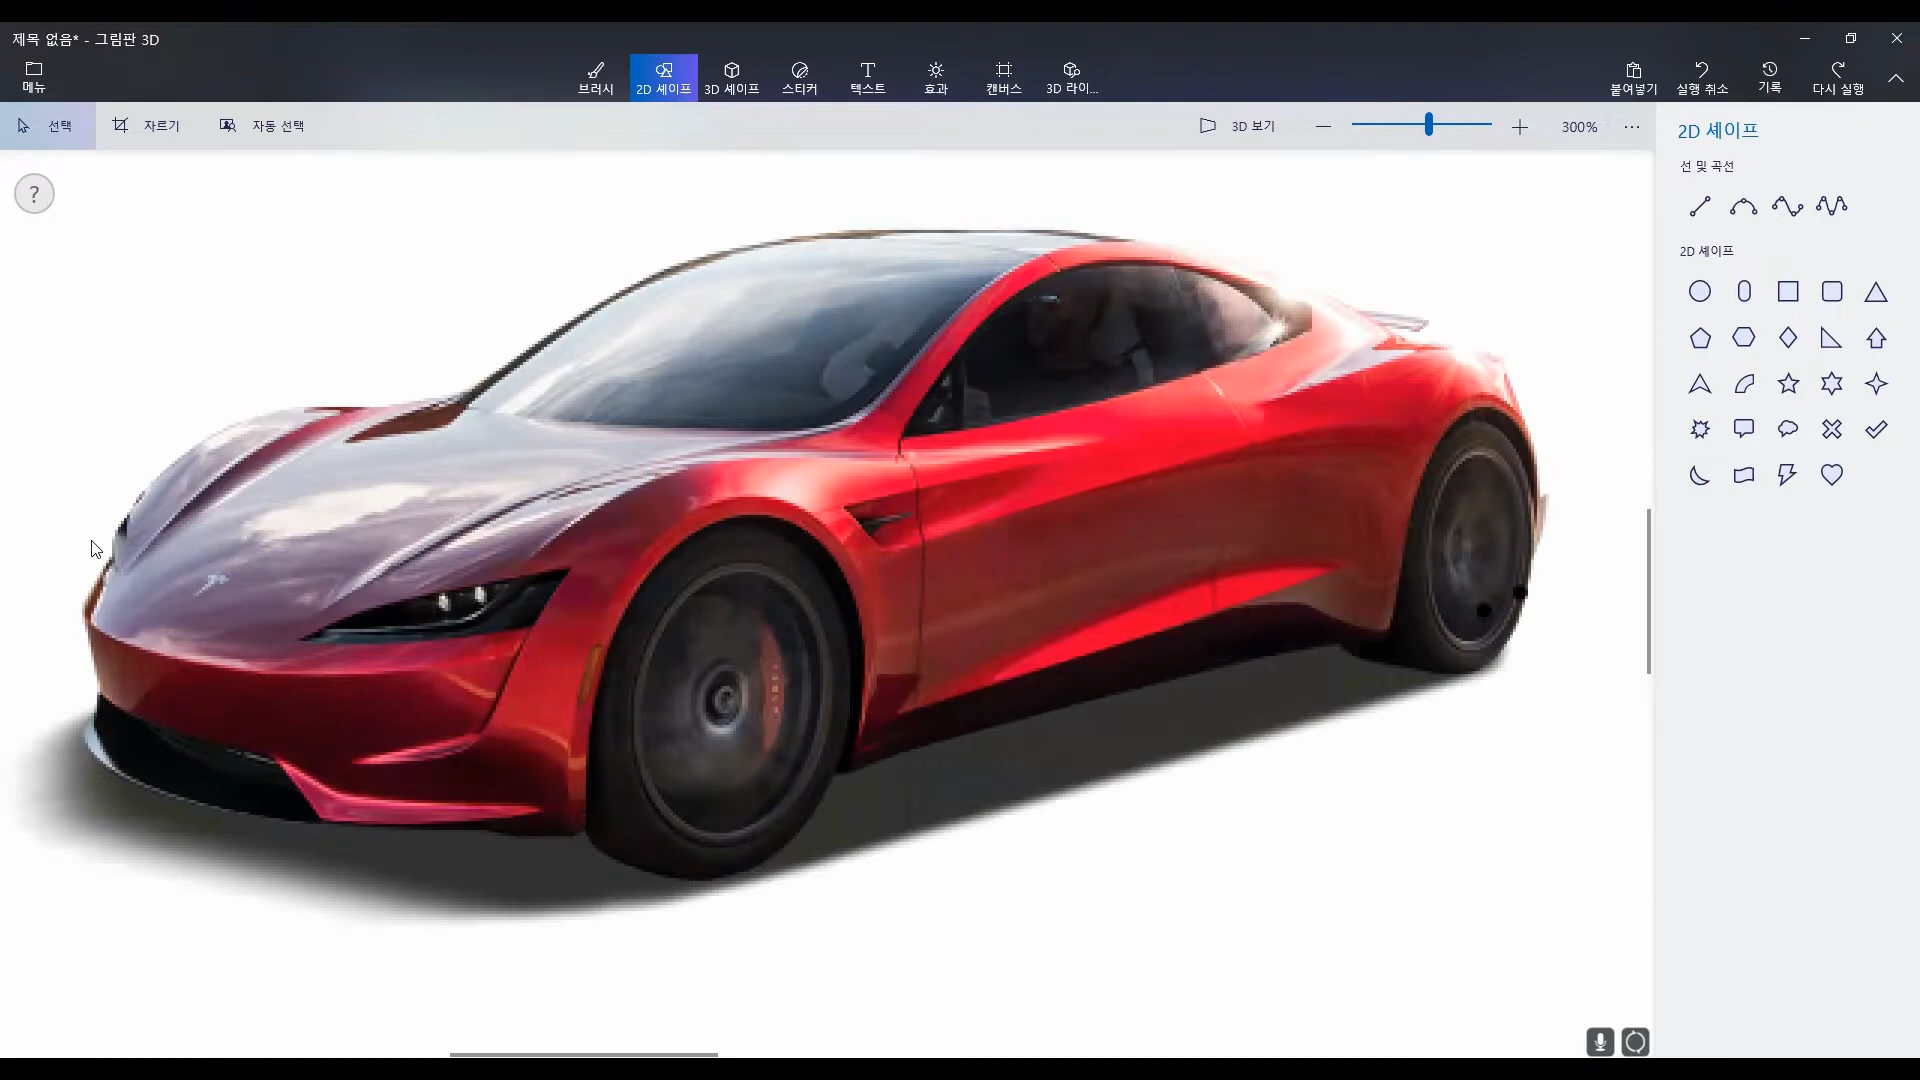 제목 없음* - 그림판 3D
메뉴
브러시
2D 셰이프
3D 셰이프
스티커
텍스트
효과
캔버스
3D 라이...
붙여넣기
실행 취소
기록
다시 실행
선택
자르기
자동 선택
3D 보기
300%
2D 셰이프
선 및 곡선
2D 셰이프
?